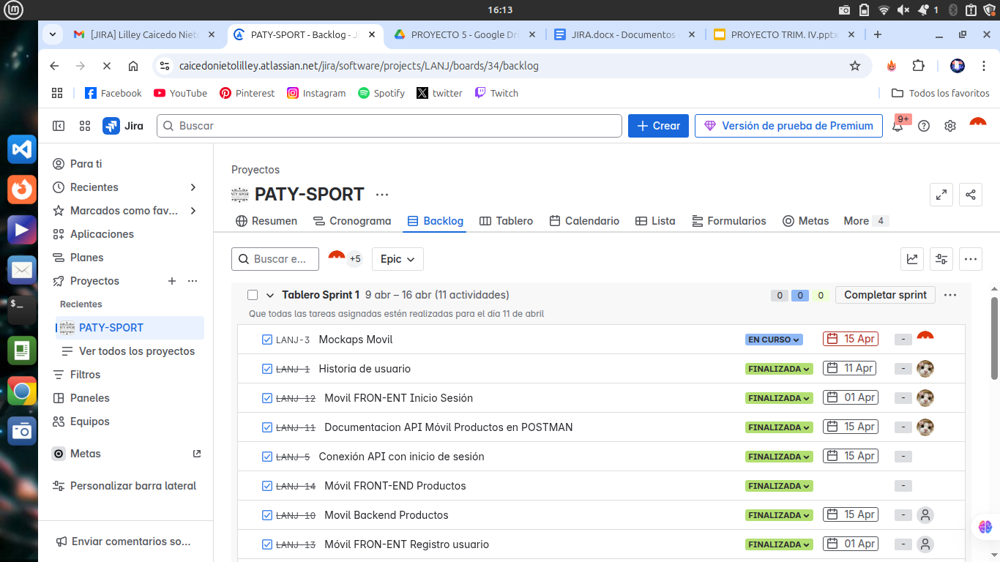 16:13
1
[JIRA] Lilley Caicedo Niet
PATY-SPORT - Backlog - Ji
PROYECTO 5 - Google Dri
JIRA.docx - Documentos
PROYECTO TRIM. IV.pptx
caicedonietolilley.atlassian.net/jira/software/projects/LANJ/boards/34/backlog
Facebook
YouTube
Pinterest
Instagram
Spotify
twitter
Twitch
Todos los favoritos
Jira
Buscar
Crear
Versión de prueba de Premium
9+
Para ti
Recientes
Marcados como fav...
Aplicaciones
Planes
Proyectos
Recientes
PATY-SPORT
Ver todos los proyectos
Filtros
Paneles
Equipos
Metas
Personalizar barra lateral
Enviar comentarios so...
Proyectos
PATY-SPORT
Resumen
Cronograma
Backlog
Tablero
Calendario
Lista
Formularios
Metas
More 4
Buscar e...
+5
Epic
Tablero Sprint 1 9 abr – 16 abr (11 actividades)
0 0 0
Completar sprint
Que todas las tareas asignadas estén realizadas para el día 11 de abril
LANJ-3 Mockaps Movil EN CURSO 15 Apr -
LANJ-1 Historia de usuario FINALIZADA 11 Apr -
LANJ-12 Movil FRON-ENT Inicio Sesión FINALIZADA 01 Apr -
LANJ-11 Documentacion API Móvil Productos en POSTMAN FINALIZADA 15 Apr -
LANJ-5 Conexión API con inicio de sesión FINALIZADA 15 Apr -
LANJ-14 Móvil FRONT-END Productos FINALIZADA -
LANJ-10 Movil Backend Productos FINALIZADA 15 Apr -
LANJ-13 Móvil FRON-ENT Registro usuario FINALIZADA 01 Apr -